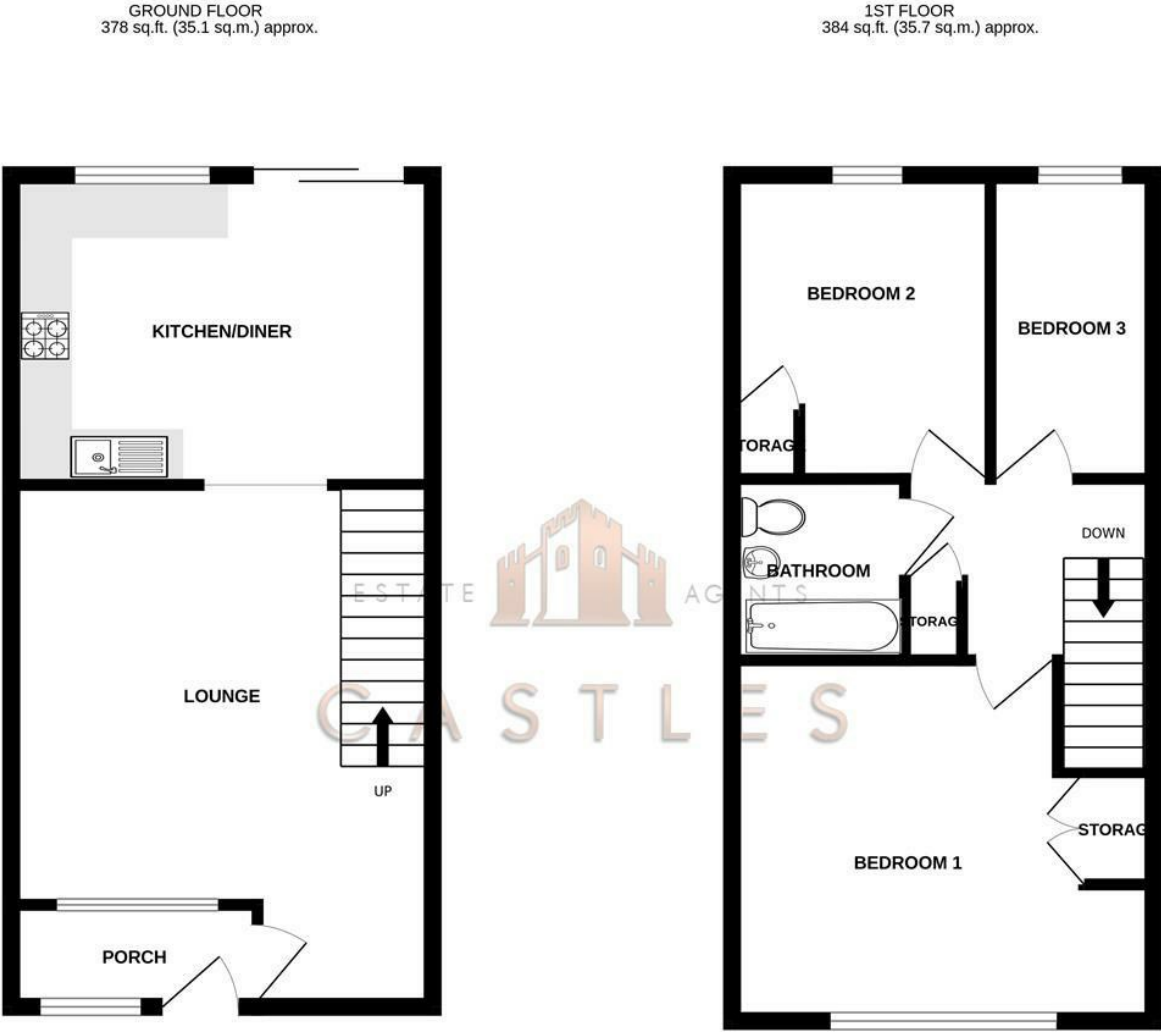 GROUND FLOOR
378 sq.ft. (35.1 sq.m.) approx.
1ST FLOOR
384 sq.ft. (35.7 sq.m.) approx.
KITCHEN/DINER
LOUNGE
UP
PORCH
BEDROOM 2
BEDROOM 3
TORAG
BATHROOM
DOWN
STORAG
BEDROOM 1
STORAG
ESTATE AGENTS
CASTLES